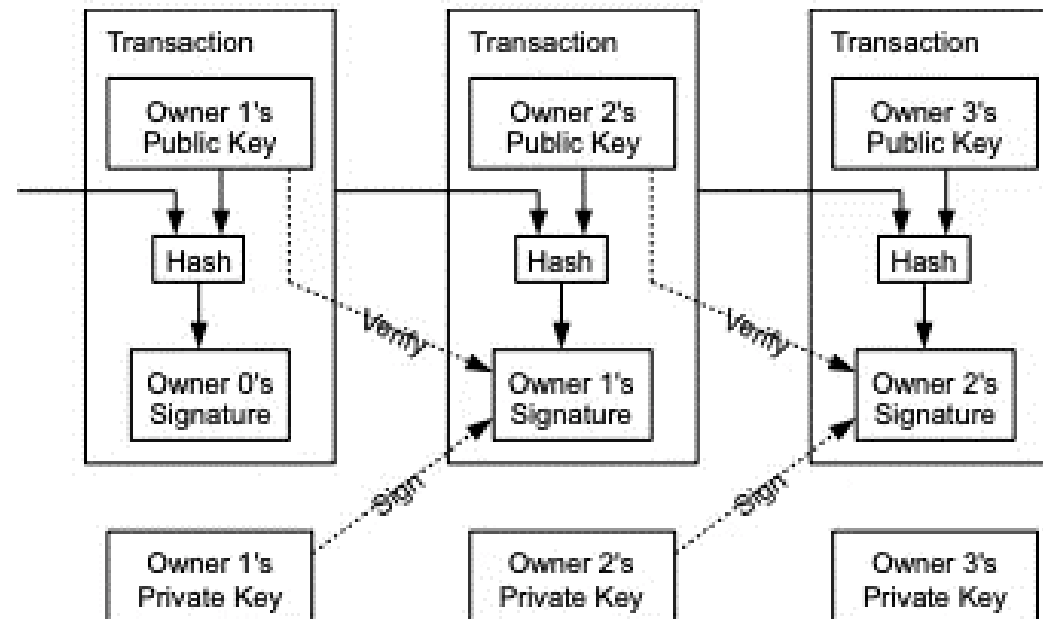 Transaction
Owner 1's
Public Key
Hash
Verify
Owner 0's
Signature
Sign
Owner 1's
Private Key
Transaction
Owner 2's
Public Key
Hash
Verify
Owner 1's
Signature
Sign
Owner 2's
Private Key
Transaction
Owner 3's
Public Key
Hash
Owner 2's
Signature
Owner 3's
Private Key